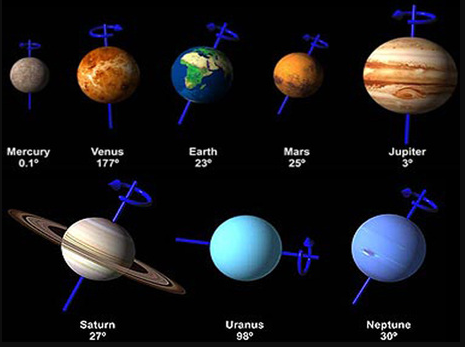 Mercury
0.1º
Venus
177º
Earth
23º
Mars
25º
Jupiter
3º
Saturn
27º
Uranus
98º
Neptune
30º